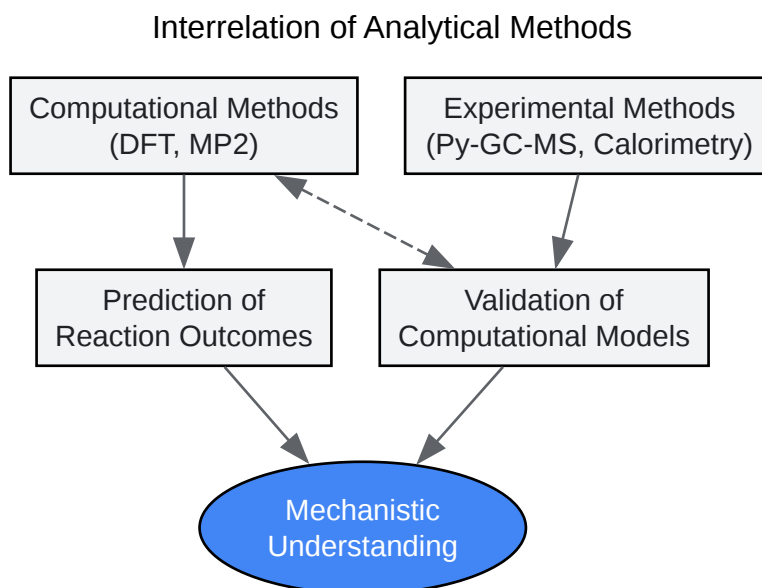 Interrelation of Analytical Methods
Computational Methods
(DFT, MP2)
Experimental Methods
(Py-GC-MS, Calorimetry)
Prediction of
Reaction Outcomes
Validation of
Computational Models
Mechanistic
Understanding